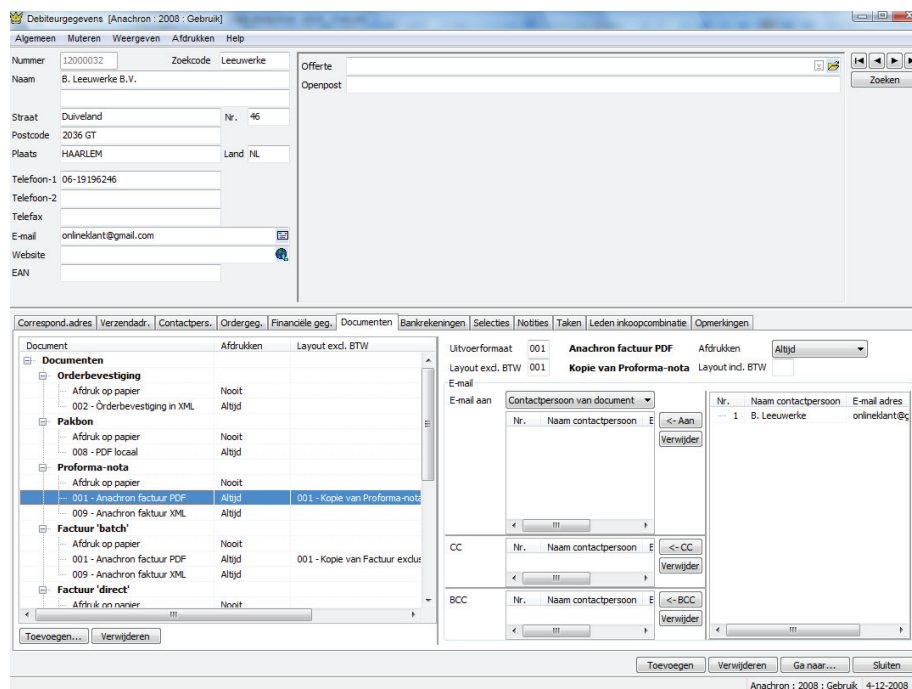 Debiteurgegevens [Anachron : 2008 : Gebruik]
Algemeen Muteren Weergeven Afdrukken Help
Nummer 12000032 Zoekcode Leeuwerke
Naam B. Leeuwerke B.V.
Straat Duiveland Nr. 46
Postcode 2036 GT
Plaats HAARLEM Land NL
Telefoon-1 06-19196246
Telefoon-2
Telefax
E-mail onlineklant@gmail.com
Website
EAN
Offerte
Openpost
Zoeken
Correspond.adres Verzendadr. Contactpers. Ordergeg. Financiële geg. Documenten Bankrekeningen Selecties Notities Taken Leden inkoopcombinatie Opmerkingen
Document Afdrukken Layout excl. BTW
Documenten
Orderbevestiging
Afdruk op papier Nooit
002 - Òrderbevestiging in XML Altijd
Pakbon
Afdruk op papier Nooit
008 - PDF locaal Altijd
Proforma-nota
Afdruk op papier Nooit
001 - Anachron factuur PDF Altijd 001 - Kopie van Proforma-nota
009 - Anachron faktuur XML Altijd
Factuur 'batch'
Afdruk op papier Nooit
001 - Anachron factuur PDF Altijd 001 - Kopie van Factuur exclus
009 - Anachron faktuur XML Altijd
Factuur 'direct'
Afdruk op papier Nooit
Toevoegen... Verwijderen
Uitvoerformaat 001 Anachron factuur PDF Afdrukken Altijd
Layout excl. BTW 001 Kopie van Proforma-nota Layout incl. BTW
E-mail
E-mail aan Contactpersoon van document
Nr. Naam contactpersoon E
<- Aan
Verwijder
Nr. Naam contactpersoon E-mail adres
1 B. Leeuwerke onlineklant@g
CC Nr. Naam contactpersoon E <- CC
Verwijder
BCC Nr. Naam contactpersoon E <- BCC
Verwijder
Toevoegen Verwijderen Ga naar... Sluiten
Anachron : 2008 : Gebruik 4-12-2008